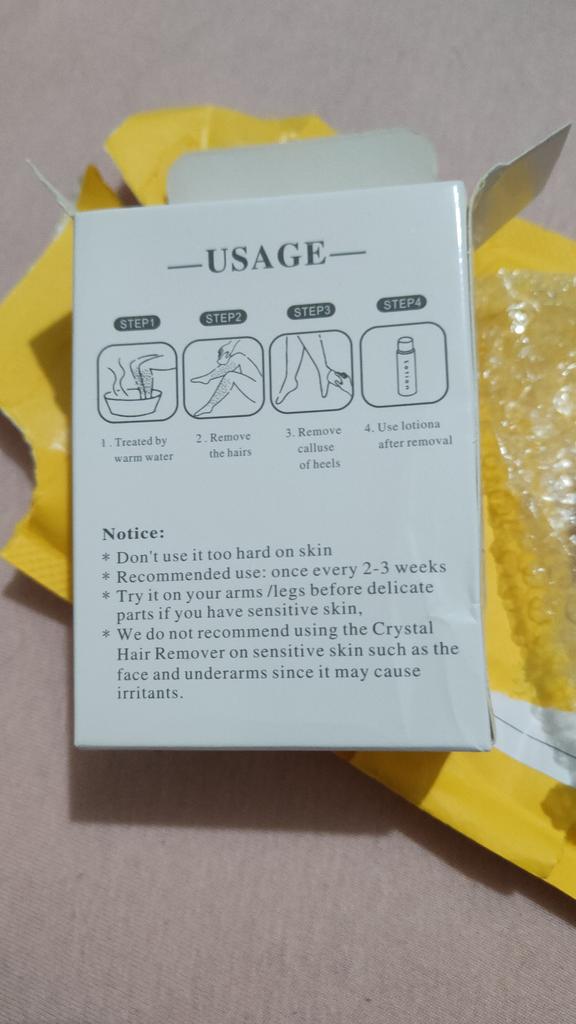 —USAGE—
STEP1 STEP2 STEP3 STEP4
lotion
1. Treated by
warm water
2. Remove
the hairs
3. Remove
calluse
of heels
4. Use lotiona
after removal
Notice:
* Don't use it too hard on skin
* Recommended use: once every 2-3 weeks
* Try it on your arms /legs before delicate
parts if you have sensitive skin,
* We do not recommend using the Crystal
Hair Remover on sensitive skin such as the
face and underarms since it may cause
irritants.